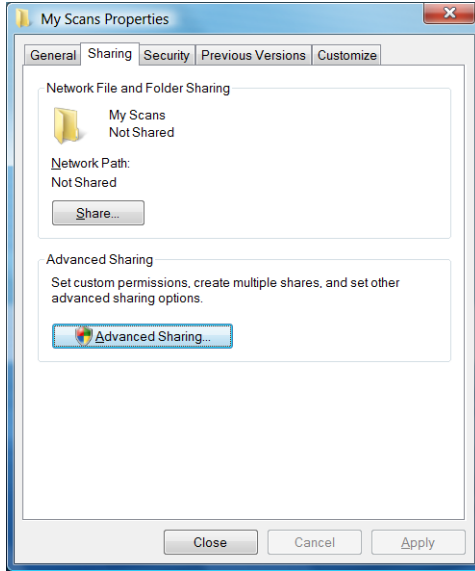 My Scans Properties
General Sharing Security Previous Versions Customize
Network File and Folder Sharing
My Scans
Not Shared
Network Path:
Not Shared
Share...
Advanced Sharing
Set custom permissions, create multiple shares, and set other
advanced sharing options.
Advanced Sharing...
Close Cancel Apply